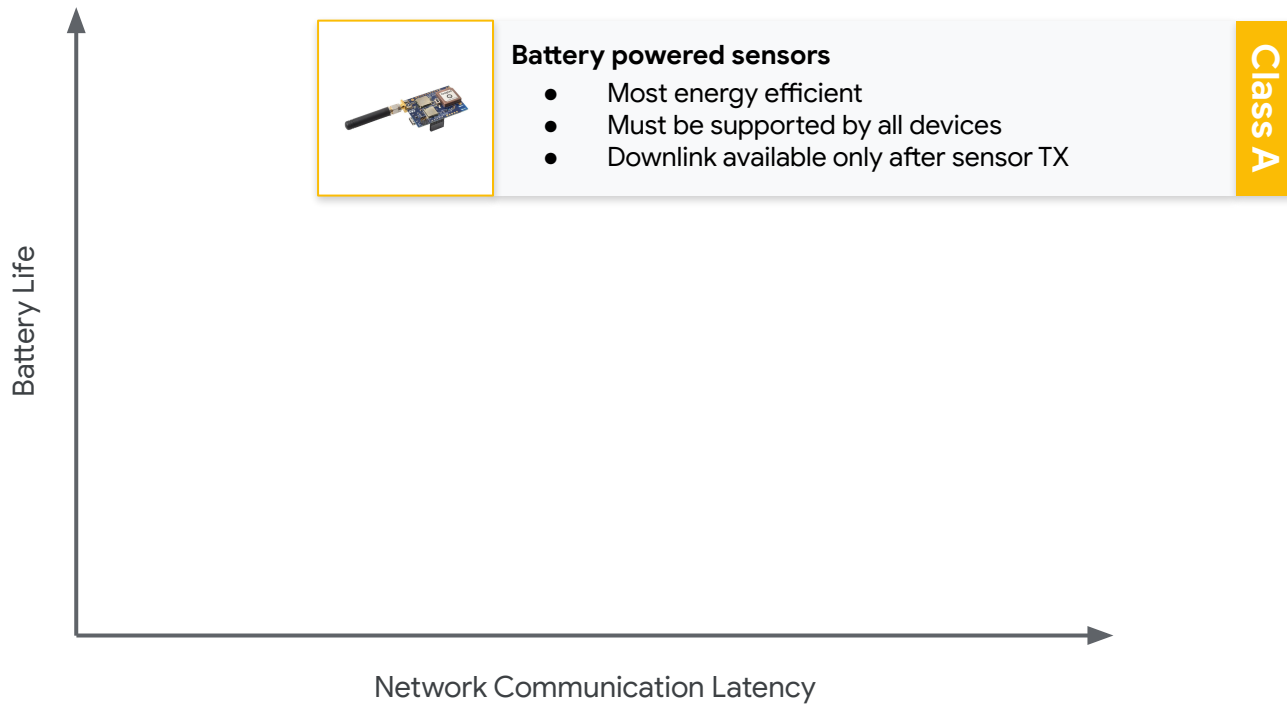 Battery powered sensors
● Most energy efficient
● Must be supported by all devices
● Downlink available only after sensor TX
Class A
Battery Life
Network Communication Latency